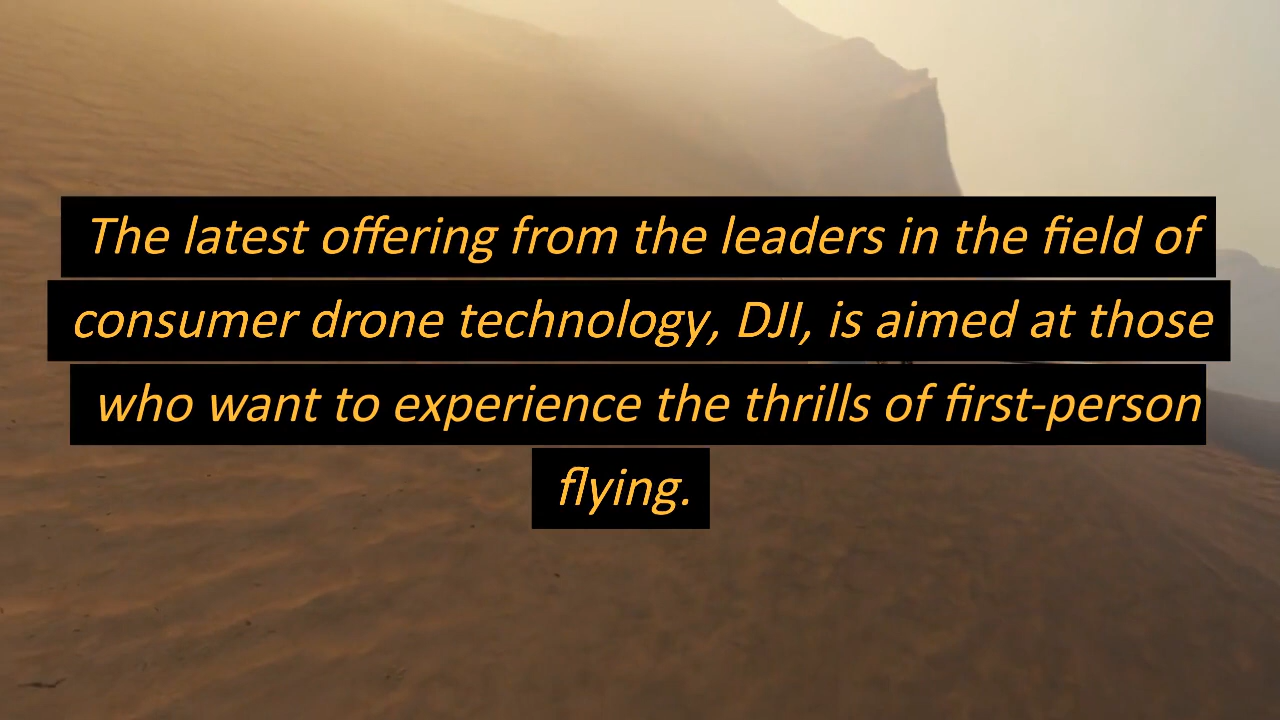 The latest offering from the leaders in the field of
consumer drone technology, DJI, is aimed at those
who want to experience the thrills of first-person
flying.